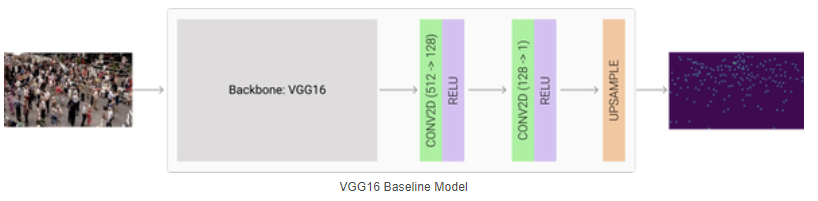 Backbone: VGG16
CONV2D (512 -> 128)
RELU
CONV2D (128 -> 1)
RELU
UPSAMPLE
VGG16 Baseline Model